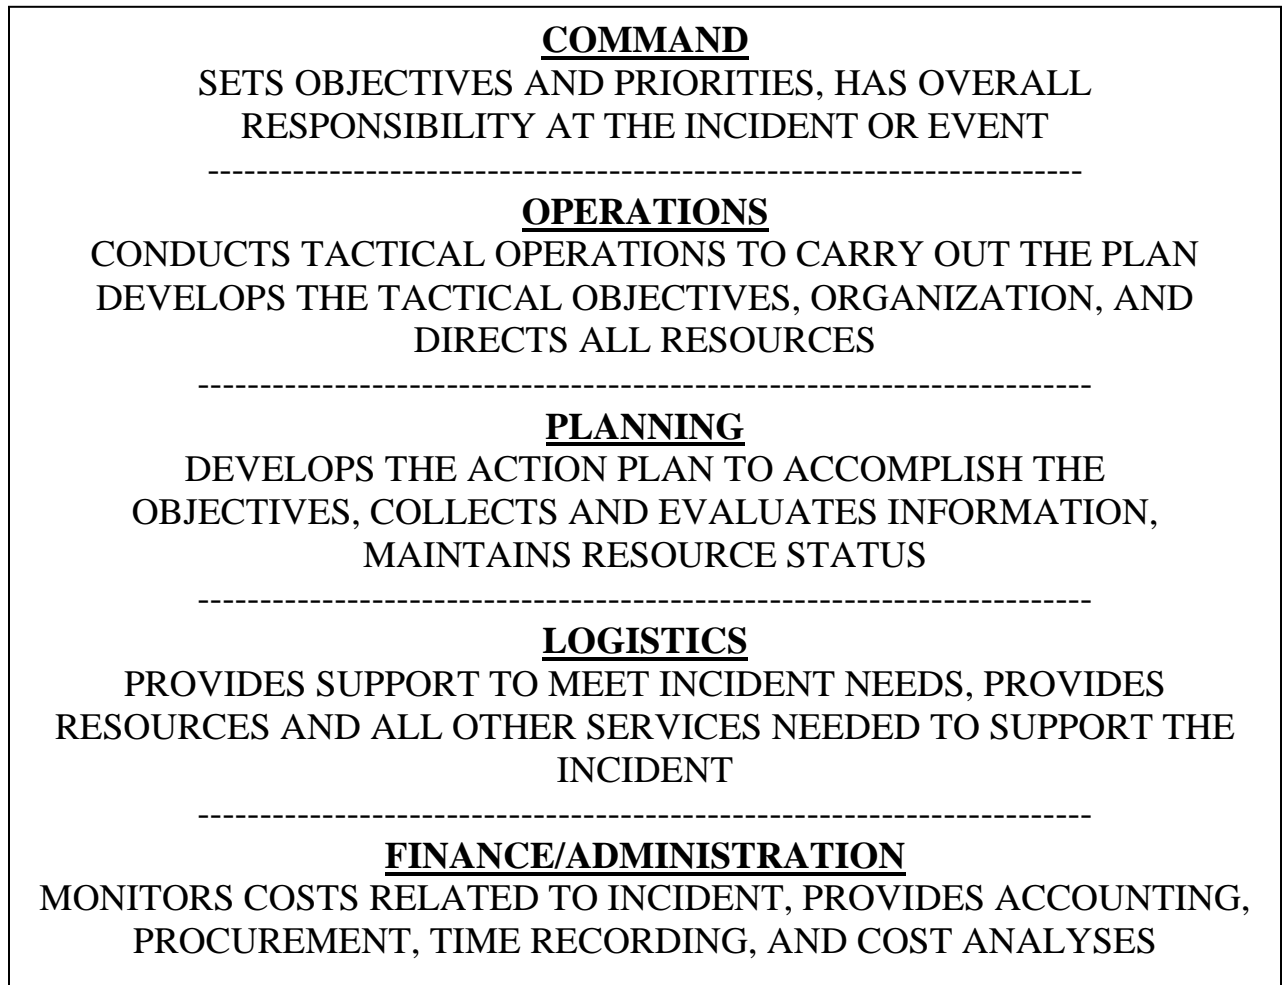 COMMAND
SETS OBJECTIVES AND PRIORITIES, HAS OVERALL
RESPONSIBILITY AT THE INCIDENT OR EVENT
------------------------------------------------------------------------
OPERATIONS
CONDUCTS TACTICAL OPERATIONS TO CARRY OUT THE PLAN
DEVELOPS THE TACTICAL OBJECTIVES, ORGANIZATION, AND
DIRECTS ALL RESOURCES
-------------------------------------------------------------------------
PLANNING
DEVELOPS THE ACTION PLAN TO ACCOMPLISH THE
OBJECTIVES, COLLECTS AND EVALUATES INFORMATION,
MAINTAINS RESOURCE STATUS
-------------------------------------------------------------------------
LOGISTICS
PROVIDES SUPPORT TO MEET INCIDENT NEEDS, PROVIDES
RESOURCES AND ALL OTHER SERVICES NEEDED TO SUPPORT THE
INCIDENT
-------------------------------------------------------------------------
FINANCE/ADMINISTRATION
MONITORS COSTS RELATED TO INCIDENT, PROVIDES ACCOUNTING,
PROCUREMENT, TIME RECORDING, AND COST ANALYSES